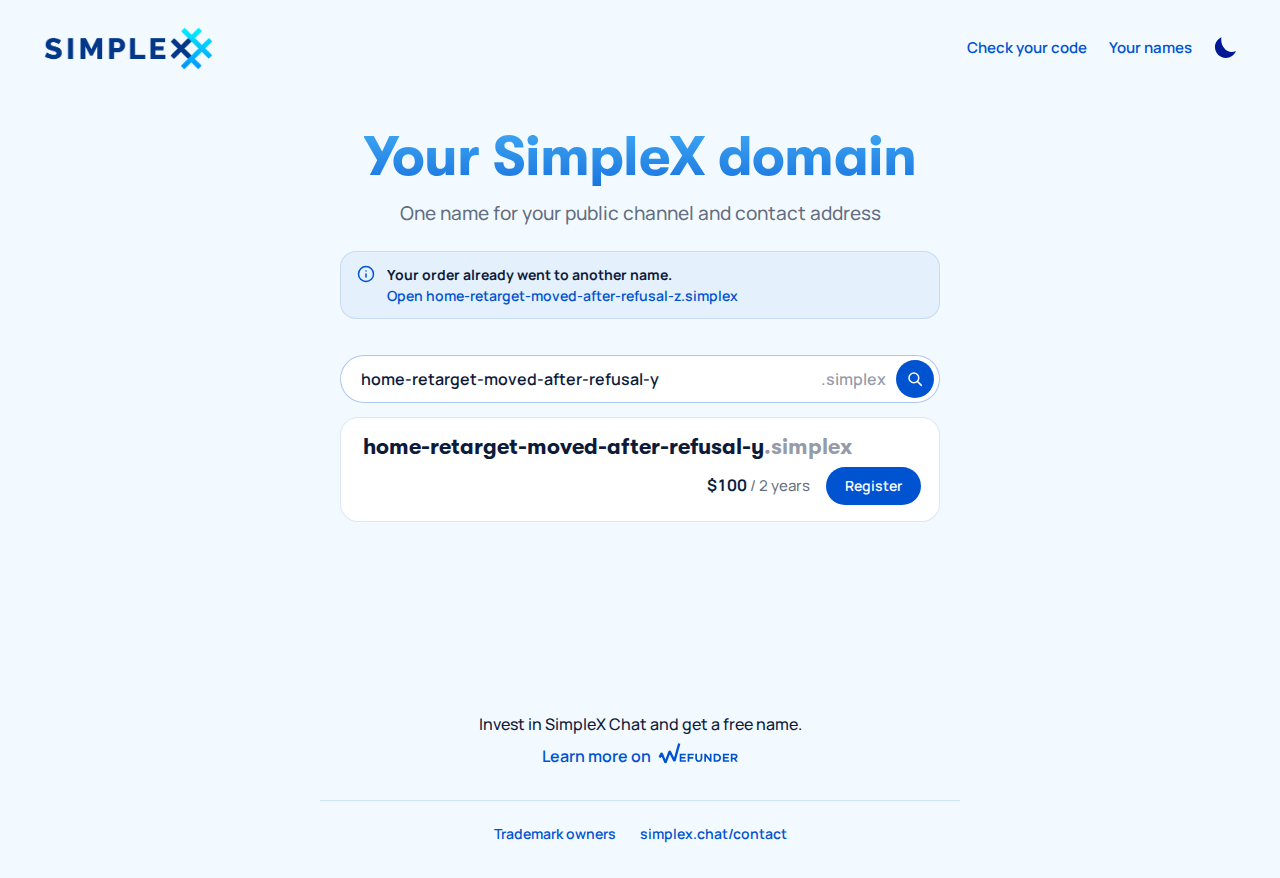 SIMPLEX
Check your code
Your names
Your SimpleX domain
One name for your public channel and contact address
Your order already went to another name.
Open home-retarget-moved-after-refusal-z.simplex
home-retarget-moved-after-refusal-y .simplex
home-retarget-moved-after-refusal-y.simplex
$100 / 2 years Register
Invest in SimpleX Chat and get a free name.
Learn more on WEFUNDER
Trademark owners simplex.chat/contact